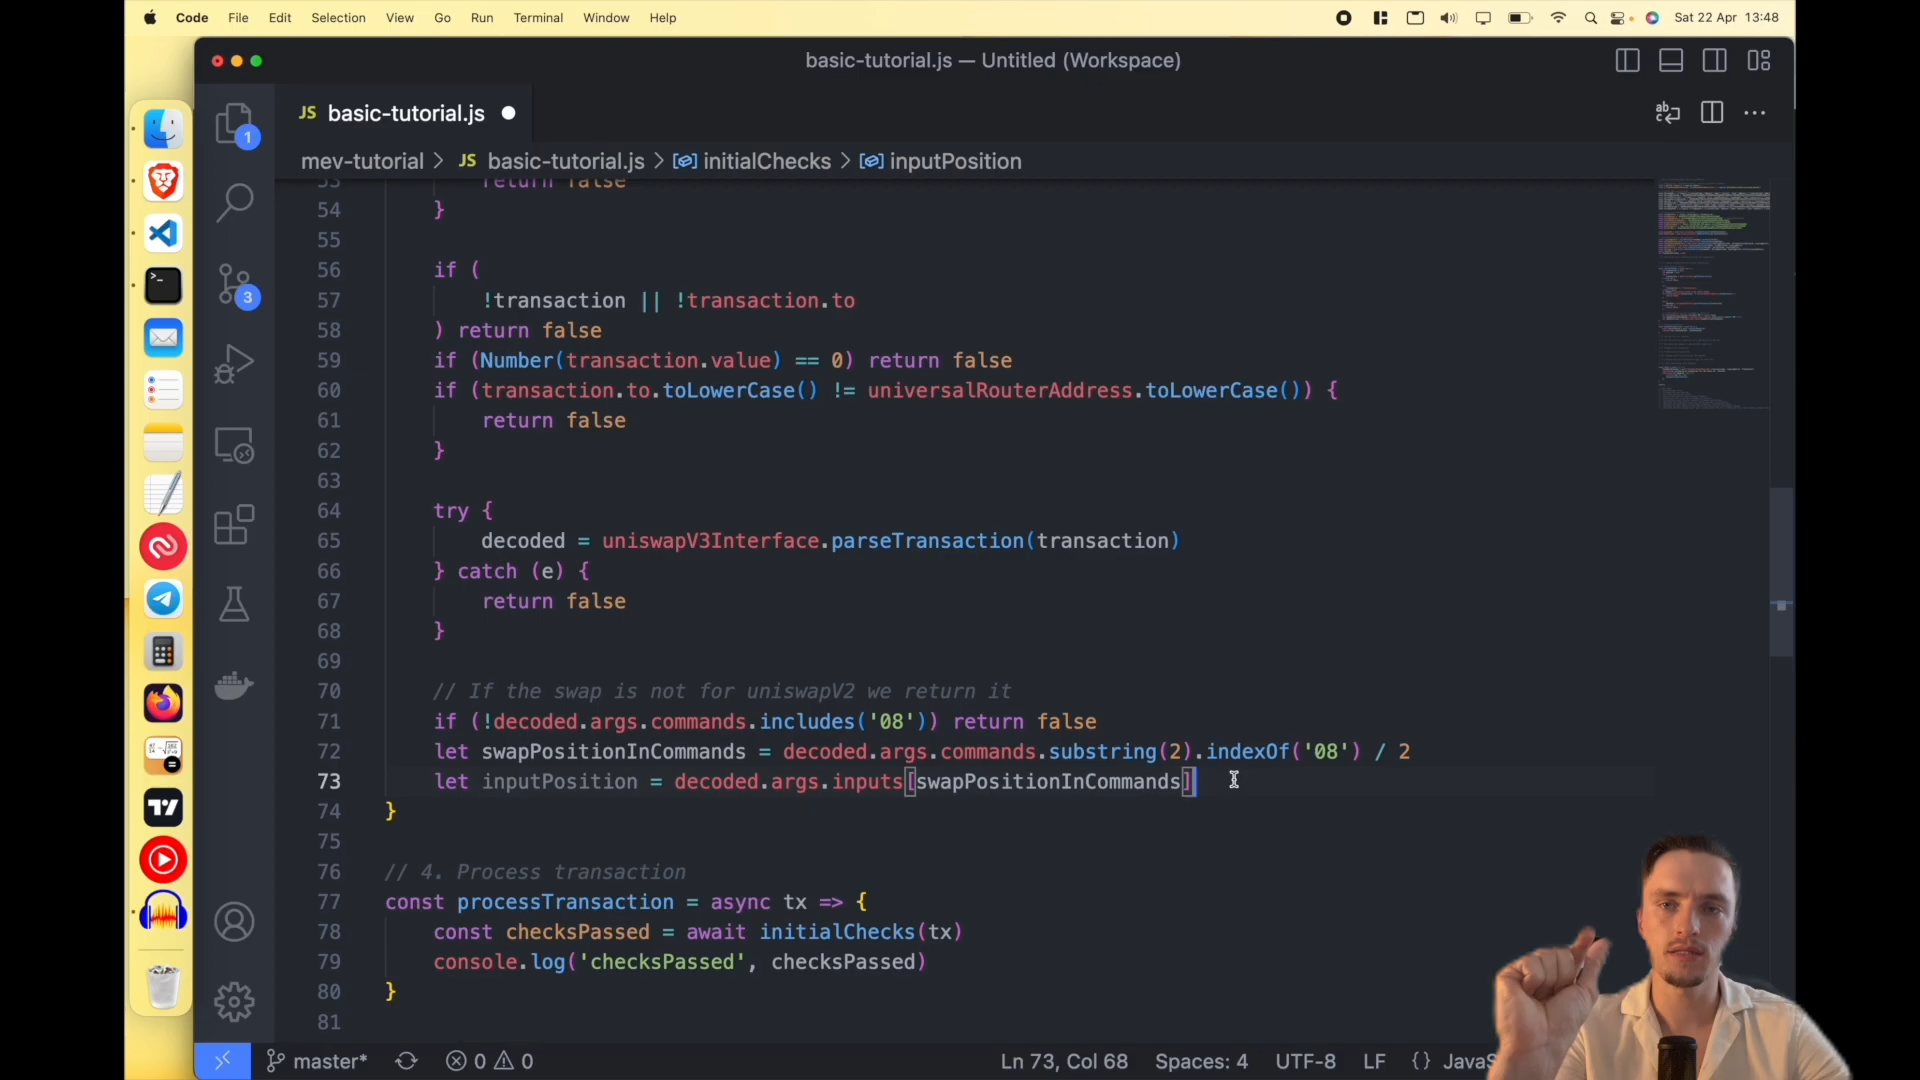 Code File Edit Selection View Go Run Terminal Window Help Sat 22 Apr 13:48
basic-tutorial.js — Untitled (Workspace)
JS basic-tutorial.js
mev-tutorial > JS basic-tutorial.js > initialChecks > inputPosition
53 return false
54 }
55
56 if (
57 !transaction || !transaction.to
58 ) return false
59 if (Number(transaction.value) == 0) return false
60 if (transaction.to.toLowerCase() != universalRouterAddress.toLowerCase()) {
61 return false
62 }
63
64 try {
65 decoded = uniswapV3Interface.parseTransaction(transaction)
66 } catch (e) {
67 return false
68 }
69
70 // If the swap is not for uniswapV2 we return it
71 if (!decoded.args.commands.includes('08')) return false
72 let swapPositionInCommands = decoded.args.commands.substring(2).indexOf('08') / 2
73 let inputPosition = decoded.args.inputs[swapPositionInCommands]
74 }
75
76 // 4. Process transaction
77 const processTransaction = async tx => {
78 const checksPassed = await initialChecks(tx)
79 console.log('checksPassed', checksPassed)
80 }
81
1
3
master* 0 0 Ln 73, Col 68 Spaces: 4 UTF-8 LF {} JavaS